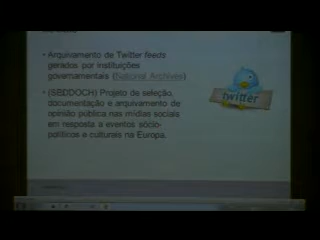 • Arquivamento de Twitter feeds
gerados por instituições
governamentais (National Archives)
• (SEDDOCH) Projeto de seleção,
documentação e arquivamento de
opinião pública nas mídias sociais
em resposta a eventos sócio-
políticos e culturais na Europa.
twitter